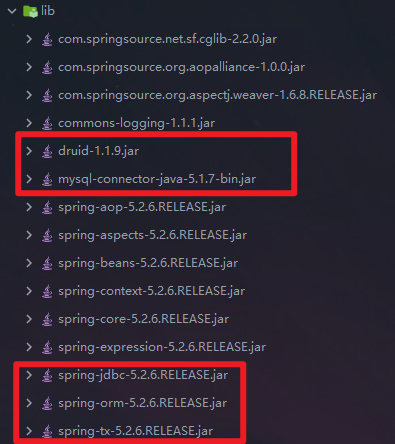 lib
com.springsource.net.sf.cglib-2.2.0.jar
com.springsource.org.aopalliance-1.0.0.jar
com.springsource.org.aspectj.weaver-1.6.8.RELEASE.jar
commons-logging-1.1.1.jar
druid-1.1.9.jar
mysql-connector-java-5.1.7-bin.jar
spring-aop-5.2.6.RELEASE.jar
spring-aspects-5.2.6.RELEASE.jar
spring-beans-5.2.6.RELEASE.jar
spring-context-5.2.6.RELEASE.jar
spring-core-5.2.6.RELEASE.jar
spring-expression-5.2.6.RELEASE.jar
spring-jdbc-5.2.6.RELEASE.jar
spring-orm-5.2.6.RELEASE.jar
spring-tx-5.2.6.RELEASE.jar